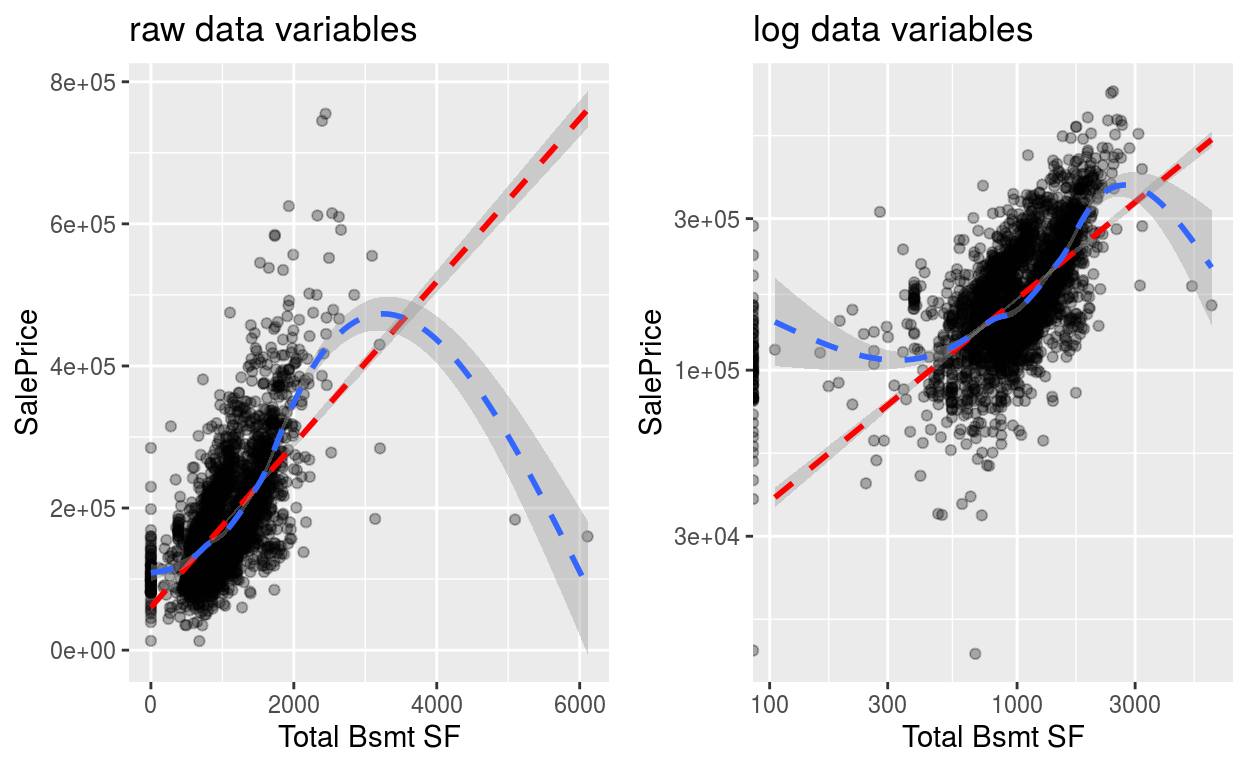 raw data variables
8e+05
6e+05
4e+05
2e+05
0e+00
SalePrice
0 2000 4000 6000
Total Bsmt SF
log data variables
3e+05
1e+05
3e+04
SalePrice
100 300 1000 3000
Total Bsmt SF